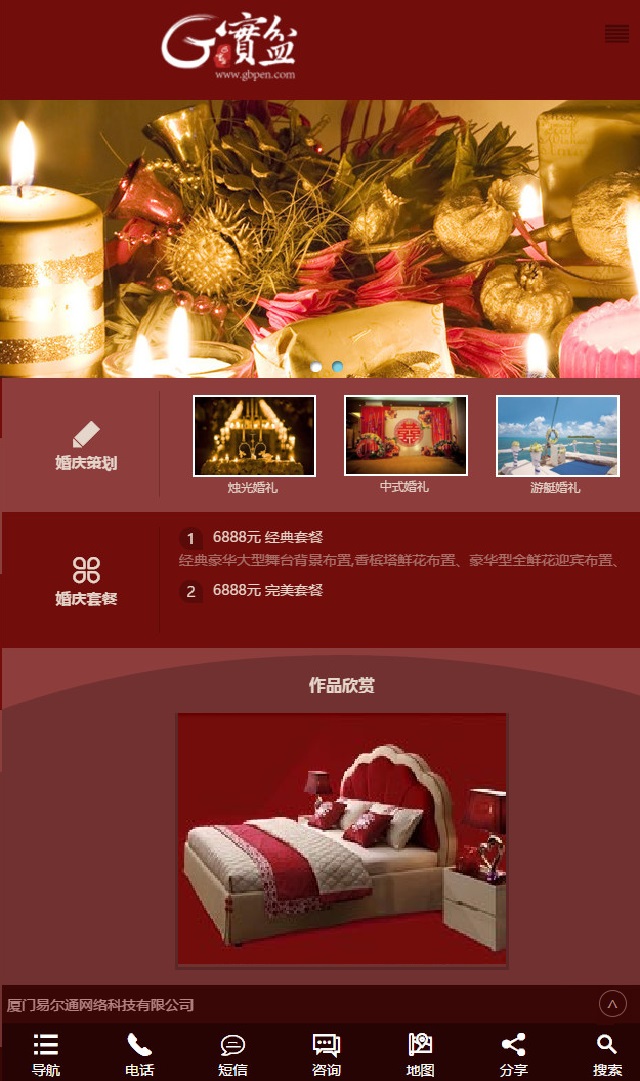 G寶盆
www.gbpen.com
婚庆策划
烛光婚礼
中式婚礼
游艇婚礼
婚庆套餐
1 6888元 经典套餐
经典豪华大型舞台背景布置,香槟塔鲜花布置、豪华型全鲜花迎宾布置、
2 6888元 完美套餐
作品欣赏
厦门易尔通网络科技有限公司
导航 电话 短信 咨询 地图 分享 搜索